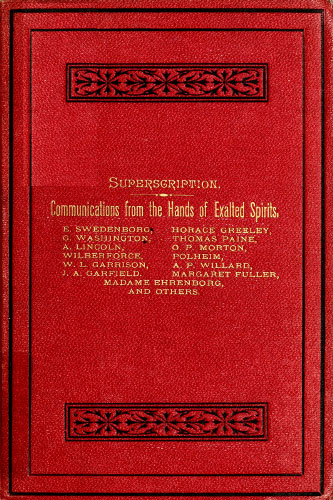 SUPERSCRIPTION.
Communications from the Hands of Exalted Spirits,
E. SWEDENBORG, HORACE GREELEY,
G. WASHINGTON, THOMAS PAINE,
A. LINCOLN, O. P. MORTON,
WILBERFORCE, POLHEIM,
W. L. GARRISON, A. P. WILLARD,
J. A. GARFIELD. MARGARET FULLER,
MADAME EHRENBORG,
AND OTHERS.